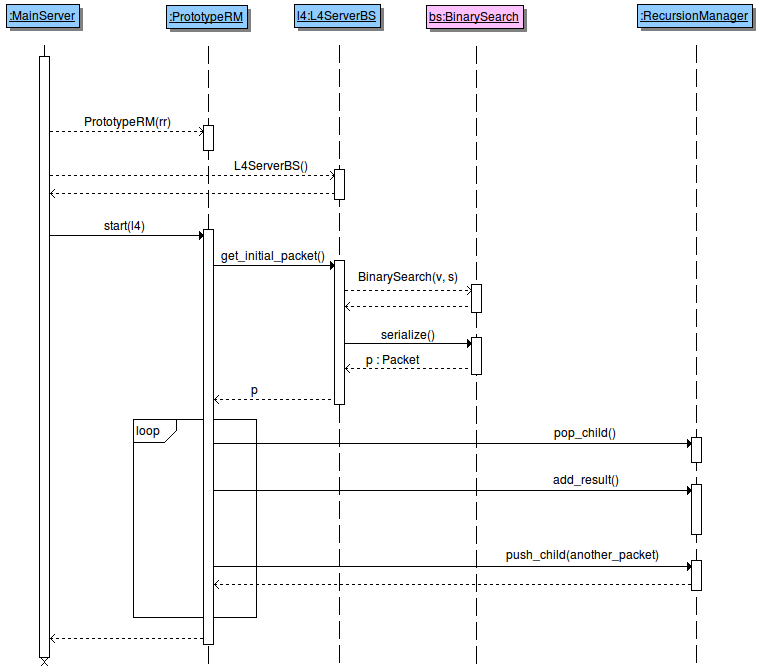 :MainServer
:PrototypeRM
l4:L4ServerBS
bs:BinarySearch
:RecursionManager
PrototypeRM(rr)
L4ServerBS()
start(l4)
get_initial_packet()
BinarySearch(v, s)
serialize()
p : Packet
p
loop
pop_child()
add_result()
push_child(another_packet)